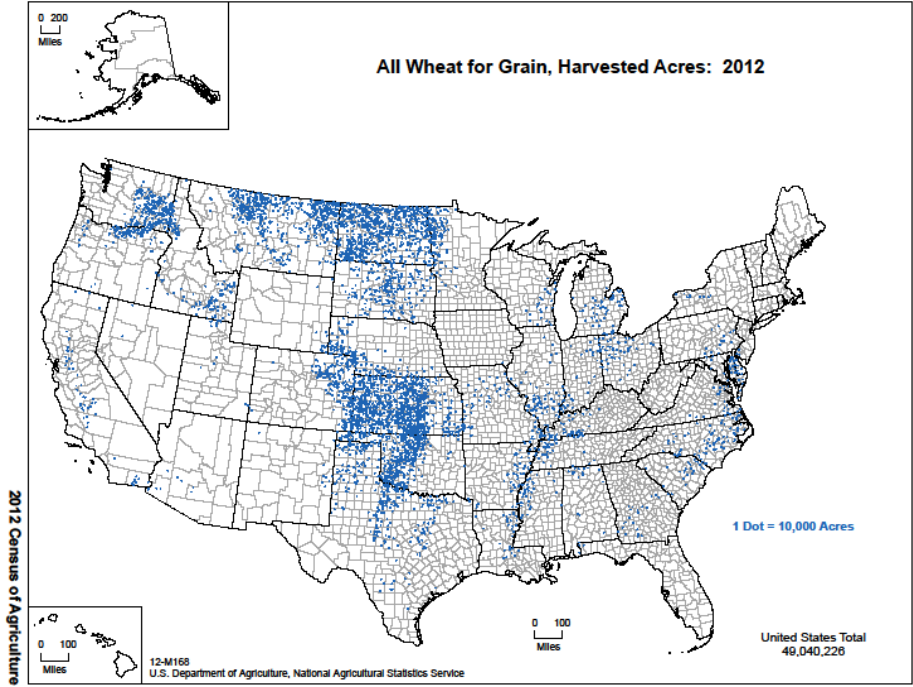 0 200
Miles
All Wheat for Grain, Harvested Acres: 2012
1 Dot = 10,000 Acres
2012 Census of Agriculture
0 100
Miles
0 100
Miles
United States Total
49,040,226
12-M168
U.S. Department of Agriculture, National Agricultural Statistics Service